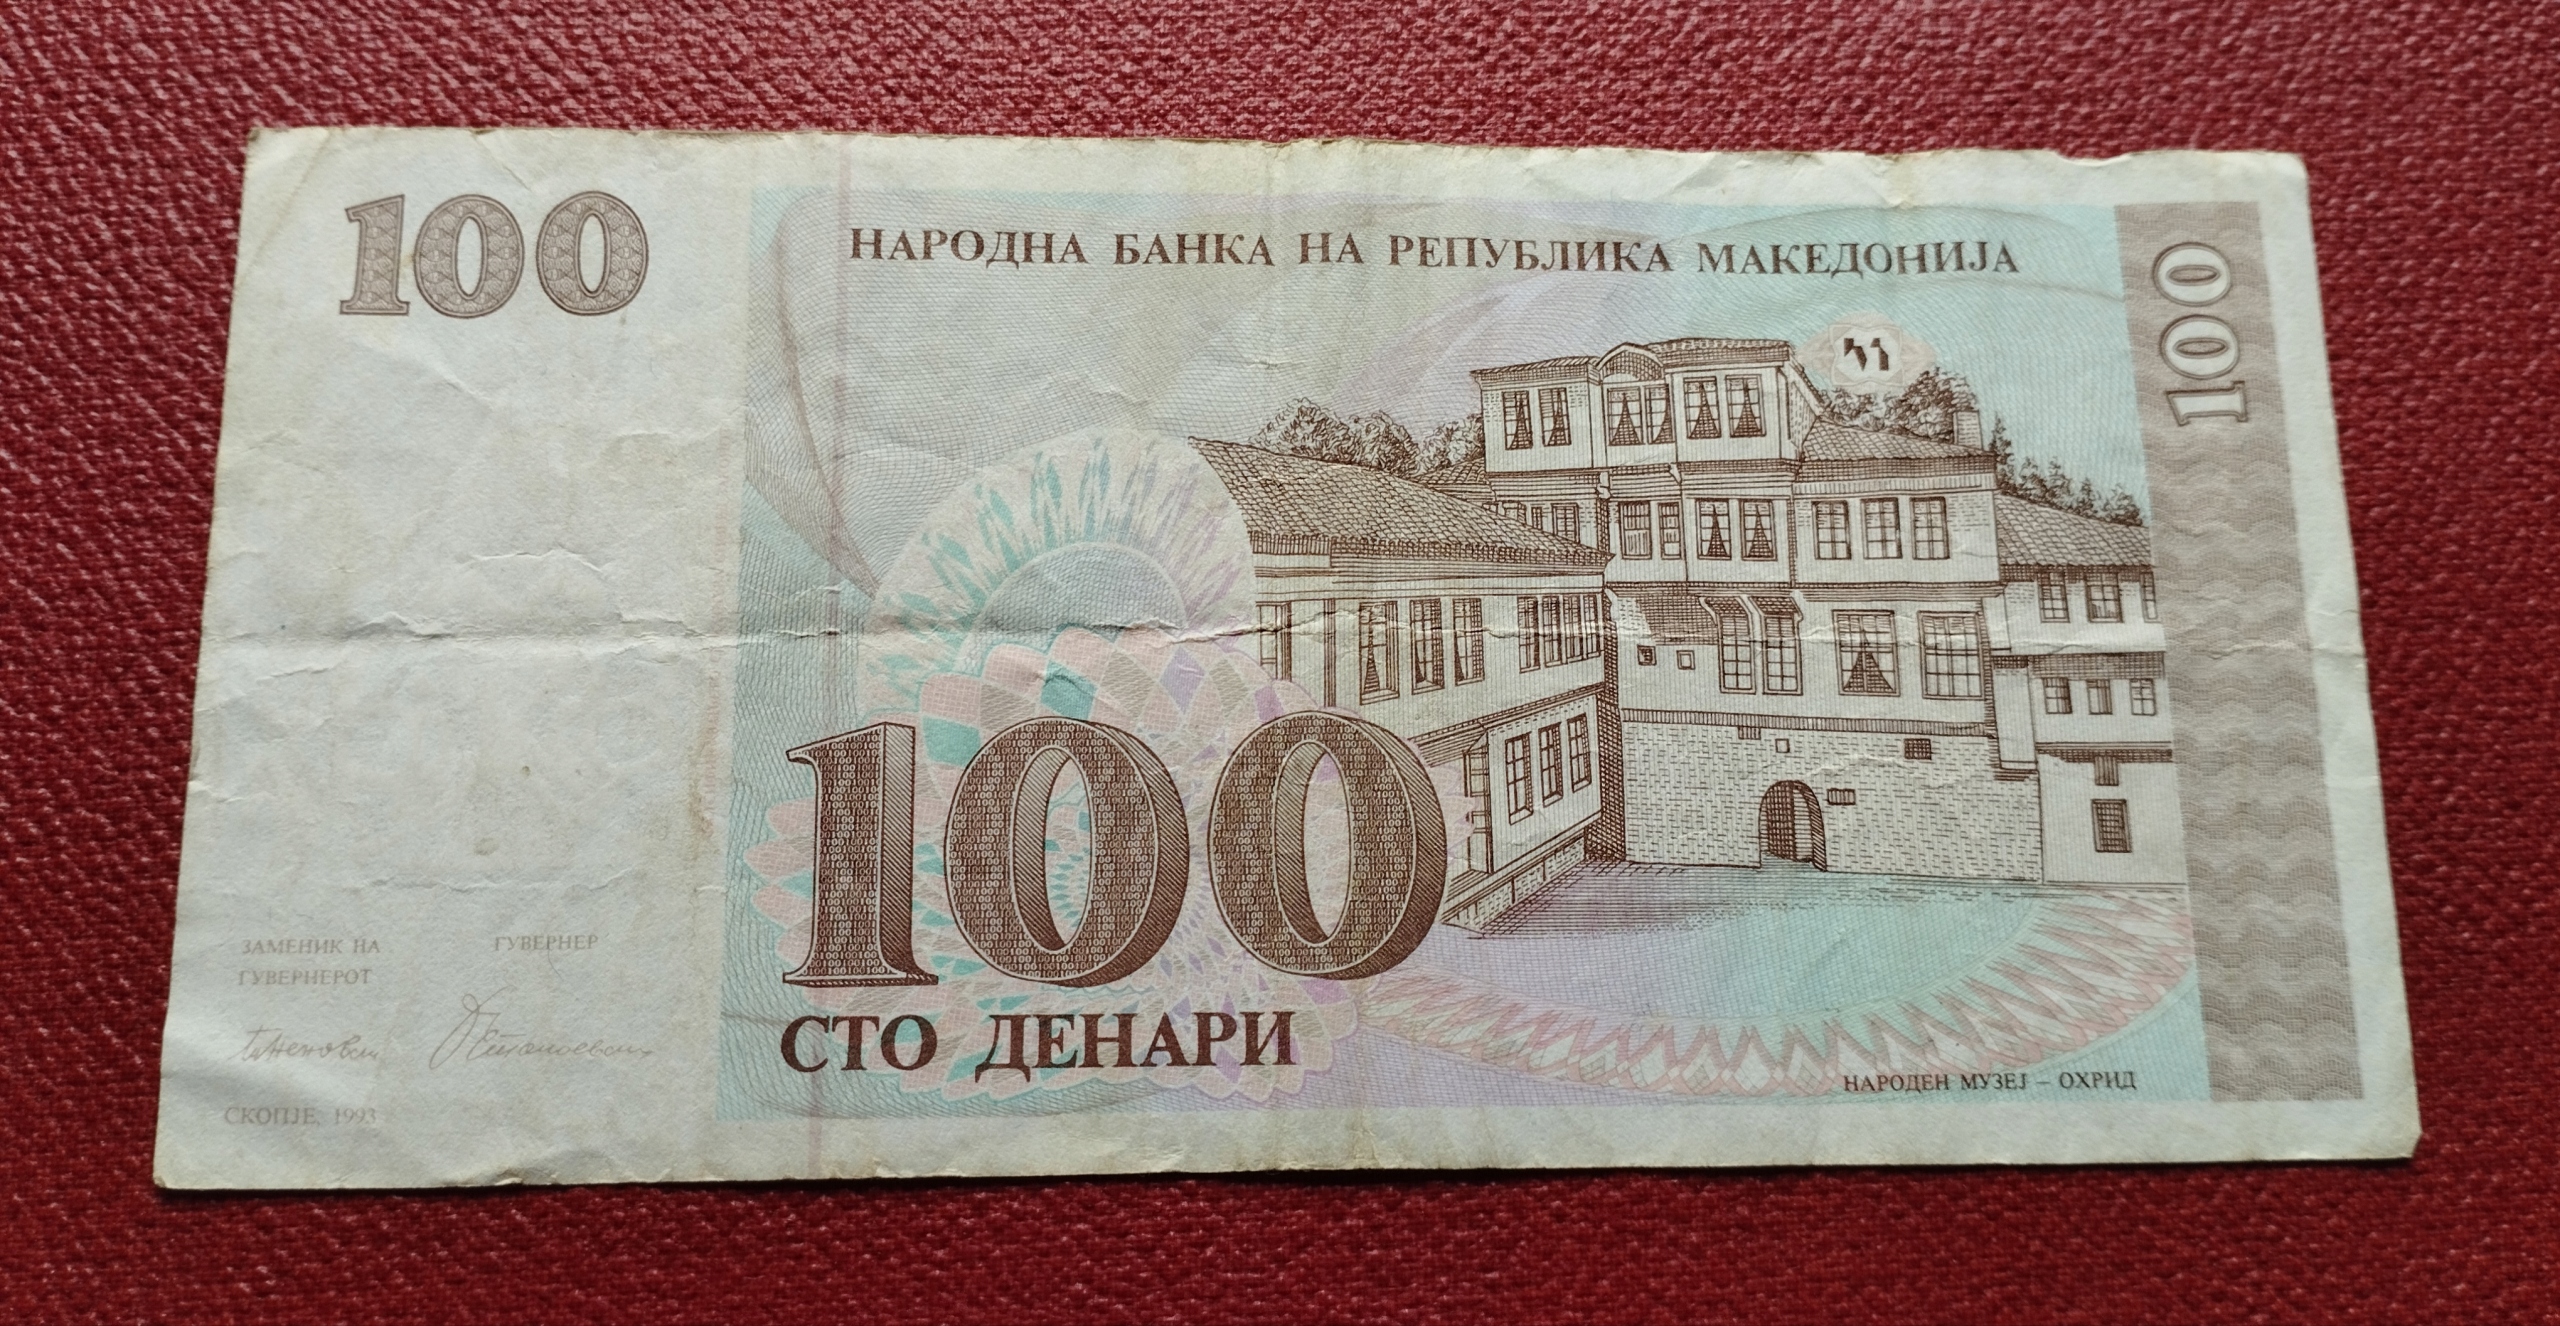 100
НАРОДНА БАНКА НА РЕПУБЛИКА МАКЕДОНИЈА
100
100
СТО ДЕНАРИ
ЗАМЕНИК НА
ГУВЕРНЕРОТ
ГУВЕРНЕР
СКОПЈЕ, 1993
НАРОДЕН МУЗЕЈ – ОХРИД